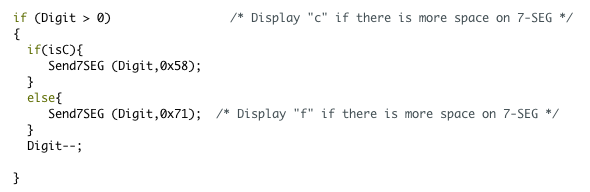 if (Digit > 0)                 /* Display "c" if there is more space on 7-SEG */
{
  if(isC){
     Send7SEG (Digit,0x58);
  }
  else{
     Send7SEG (Digit,0x71);  /* Display "f" if there is more space on 7-SEG */
  }
  Digit--;

}